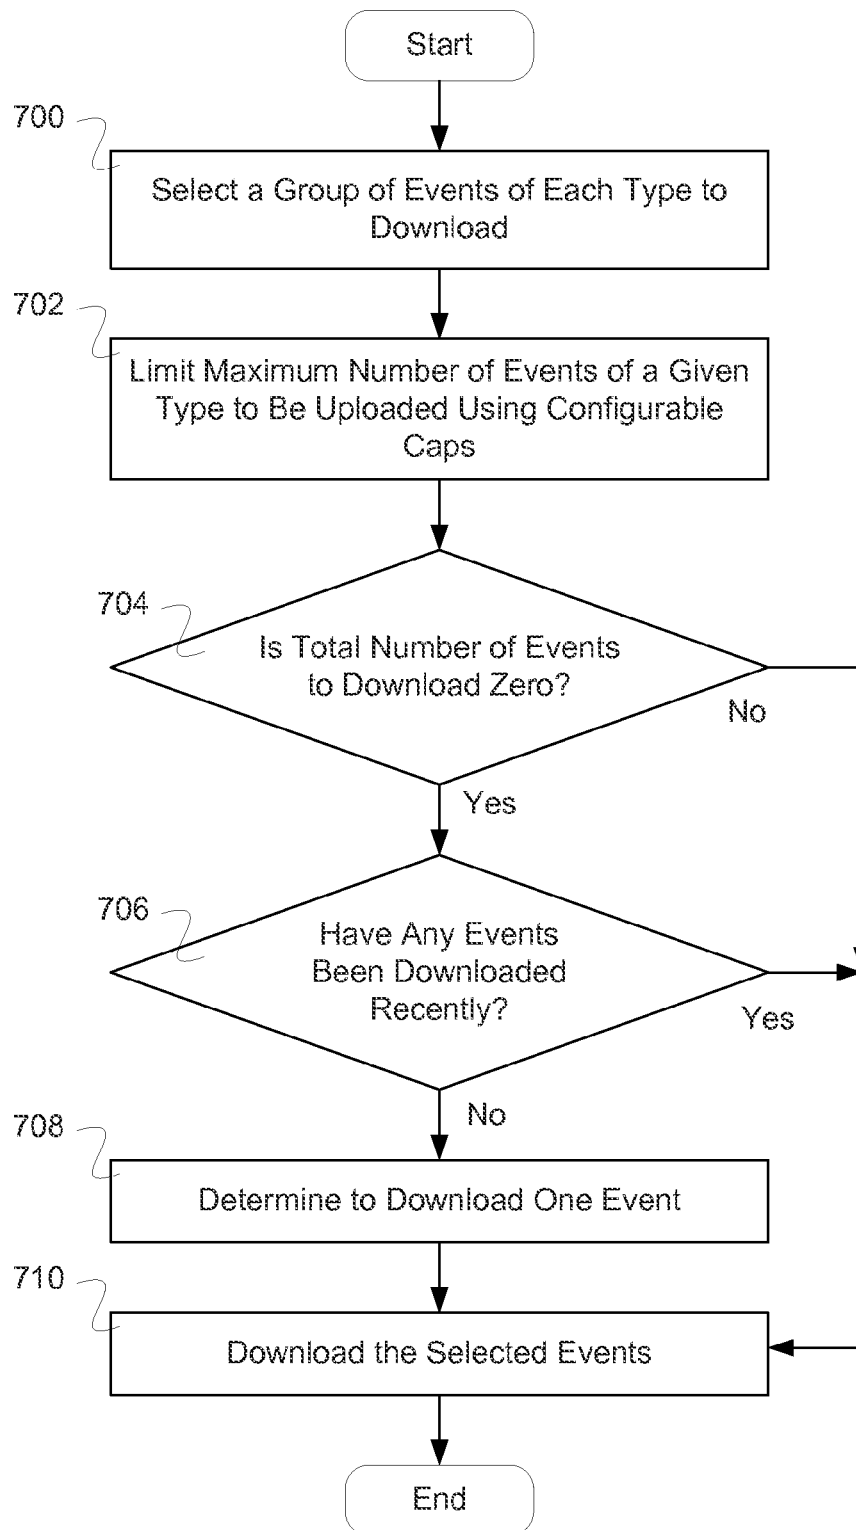 Start
700
Select a Group of Events of Each Type to
Download
702
Limit Maximum Number of Events of a Given
Type to Be Uploaded Using Configurable
Caps
704
Is Total Number of Events
to Download Zero?
No
Yes
706
Have Any Events
Been Downloaded
Recently?
Yes
No
708
Determine to Download One Event
710
Download the Selected Events
End